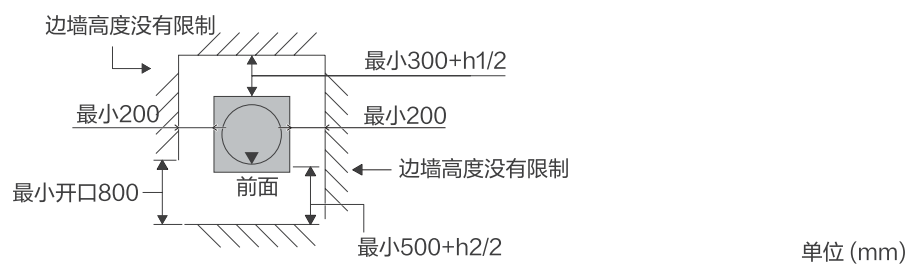 边墙高度没有限制
最小300+h1/2
最小200
最小200
边墙高度没有限制
前面
最小开口800
最小500+h2/2
单位 (mm)